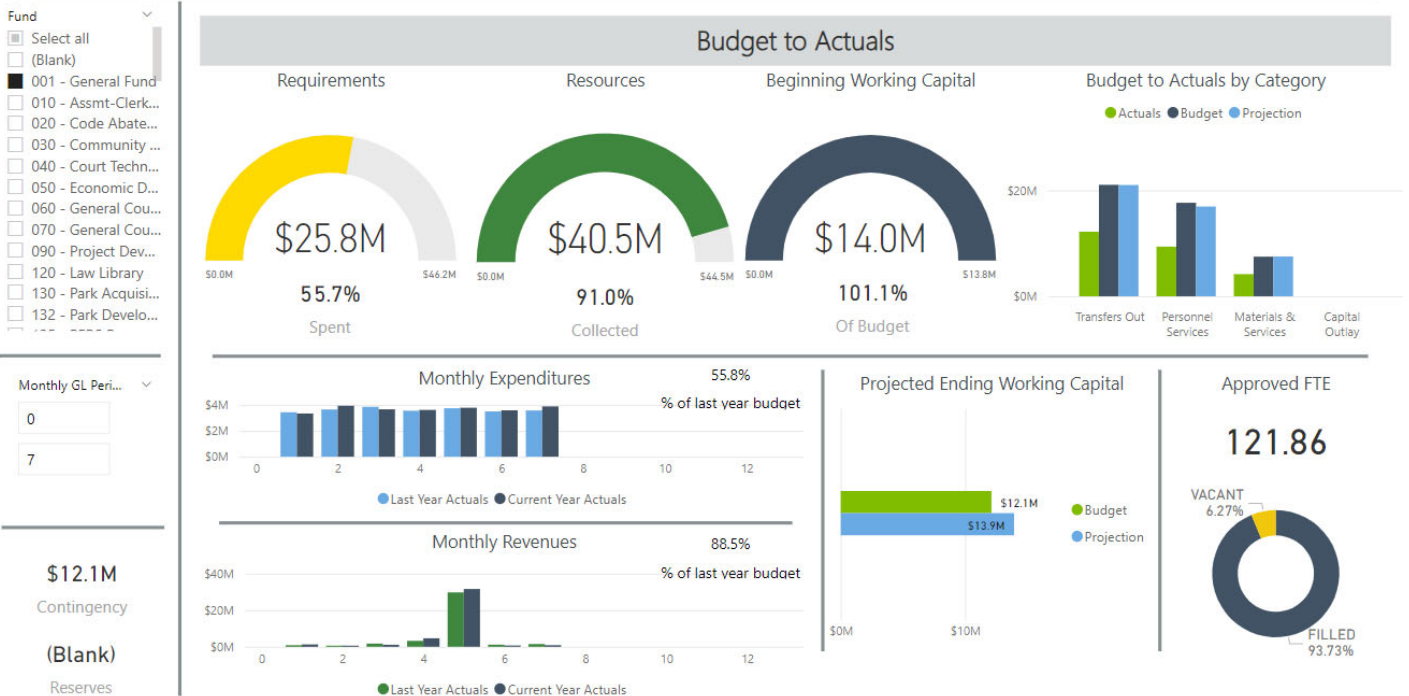 Fund
Select all
(Blank)
001 - General Fund
010 - Assmt-Clerk...
020 - Code Abate...
030 - Community ...
040 - Court Techn...
050 - Economic D...
060 - General Cou...
070 - General Cou...
090 - Project Dev...
120 - Law Library
130 - Park Acquisi...
132 - Park Develo...
Monthly GL Peri...
0
7
$12.1M
Contingency
(Blank)
Reserves
Budget to Actuals
Requirements
$25.8M
$0.0M
$46.2M
55.7%
Spent
Resources
$40.5M
$0.0M
$44.5M
91.0%
Collected
Beginning Working Capital
$14.0M
$0.0M
$13.8M
101.1%
Of Budget
Budget to Actuals by Category
Actuals Budget Projection
$20M
$0M
Transfers Out
Personnel
Services
Materials &
Services
Capital
Outlay
Monthly Expenditures
55.8%
% of last year budget
$4M
$2M
$0M
0 2 4 6 8 10 12
Last Year Actuals Current Year Actuals
Monthly Revenues
88.5%
% of last year budget
$40M
$20M
$0M
0 2 4 6 8 10 12
Last Year Actuals Current Year Actuals
Projected Ending Working Capital
$12.1M
$13.9M
Budget
Projection
$0M $10M
Approved FTE
121.86
VACANT
6.27%
FILLED
93.73%